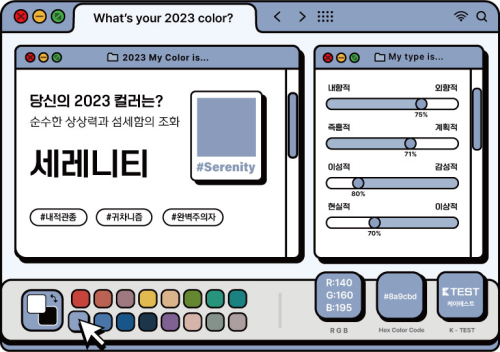 What's your 2023 color?
2023 My Color is...
당신의 2023 컬러는?
순수한 상상력과 섬세함의 조화
세레니티
#Serenity
#내적관종 #귀차니즘 #완벽주의자
My type is...
내향적 외향적
75%
즉흥적 계획적
71%
이성적 감성적
80%
현실적 이상적
70%
R:140
G:160
B:195
R G B
#8a9cbd
Hex Color Code
K TEST
케이테스트
K - TEST